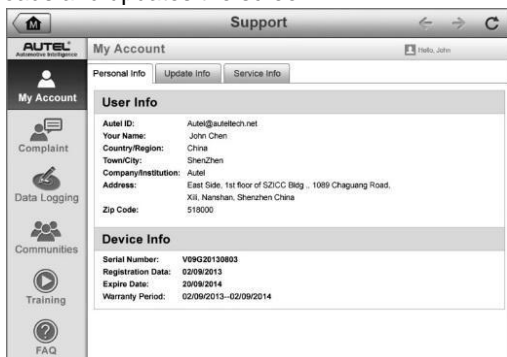 Support
AUTEL
Automotive Intelligence
My Account
Hello, John
My Account
Complaint
Data Logging
Communities
Training
FAQ
Personal Info Update Info Service Info
User Info
Autel ID: Autel@auteltech.net
Your Name: John Chen
Country/Region: China
Town/City: ShenZhen
Company/Institution: Autel
Address: East Side, 1st floor of SZICC Bldg ., 1089 Chaguang Road,
Xili, Nanshan, Shenzhen China
Zip Code: 518000
Device Info
Serial Number: V09G20130803
Registration Data: 02/09/2013
Expire Date: 20/09/2014
Warranty Period: 02/09/2013--02/09/2014